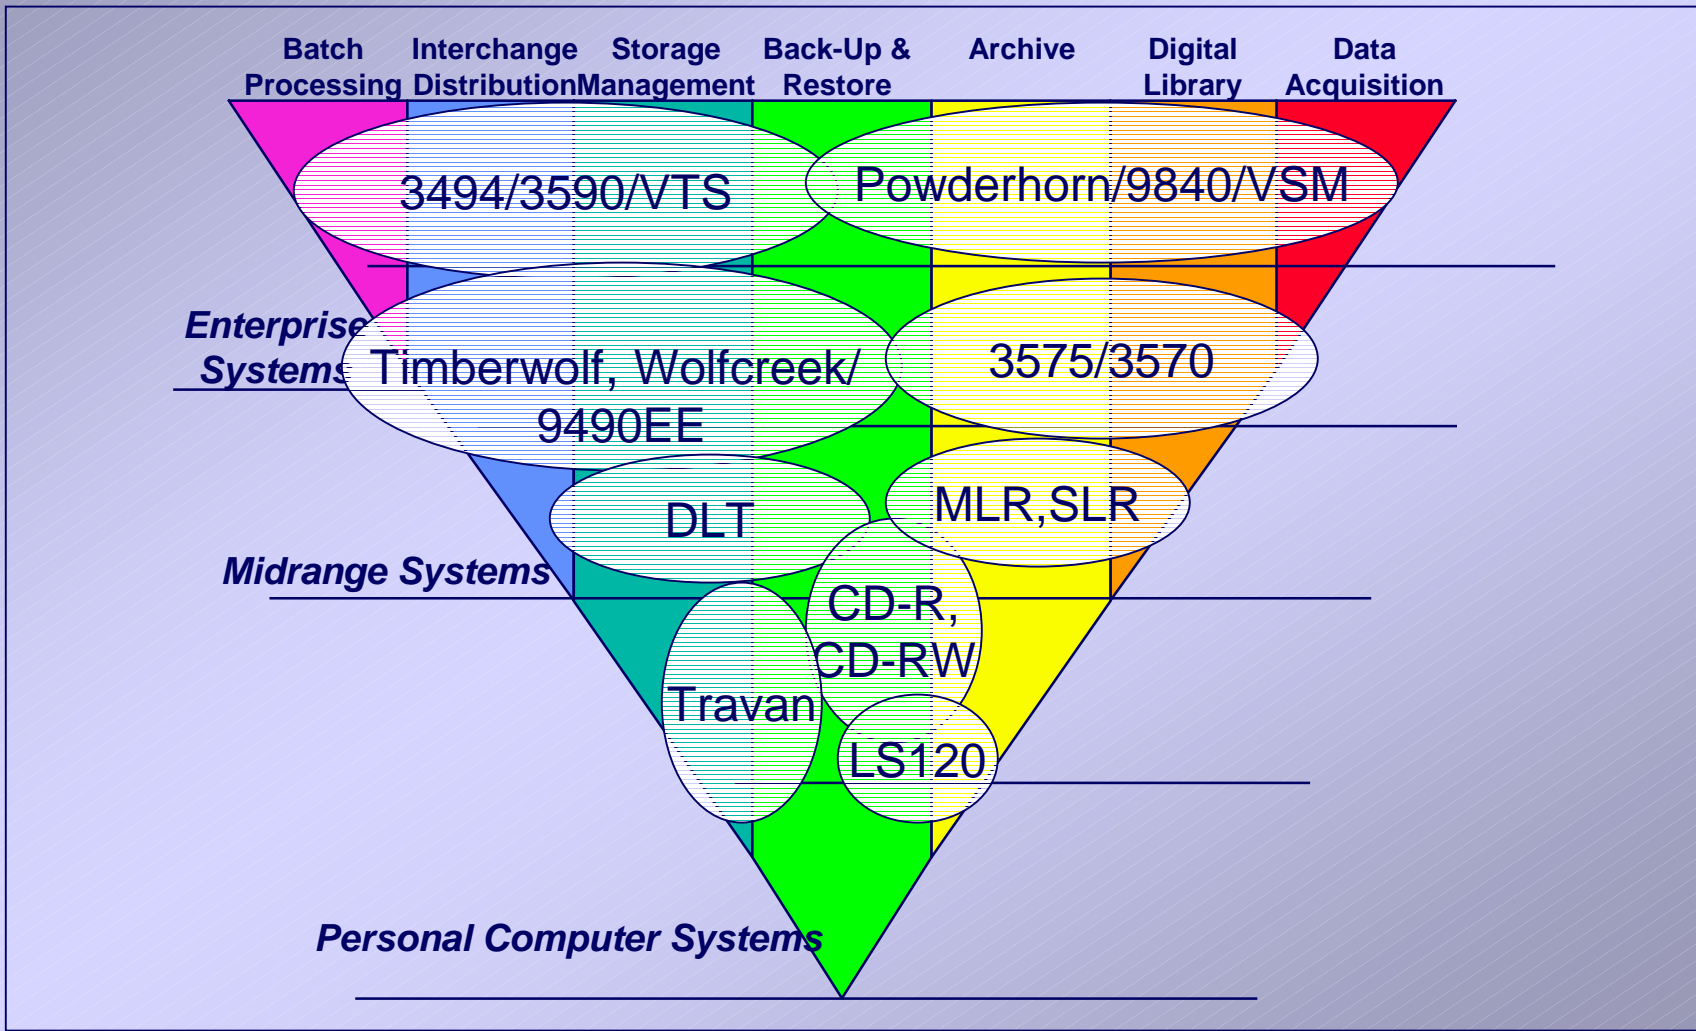 Batch Processing
Interchange Distribution
Storage Management
Back-Up & Restore
Archive
Digital Library
Data Acquisition
3494/3590/VTS
Powderhorn/9840/VSM
Enterprise
Systems
Timberwolf, Wolfcreek/
9490EE
3575/3570
DLT
MLR,SLR
Midrange Systems
CD-R,
CD-RW
Travan
LS120
Personal Computer Systems